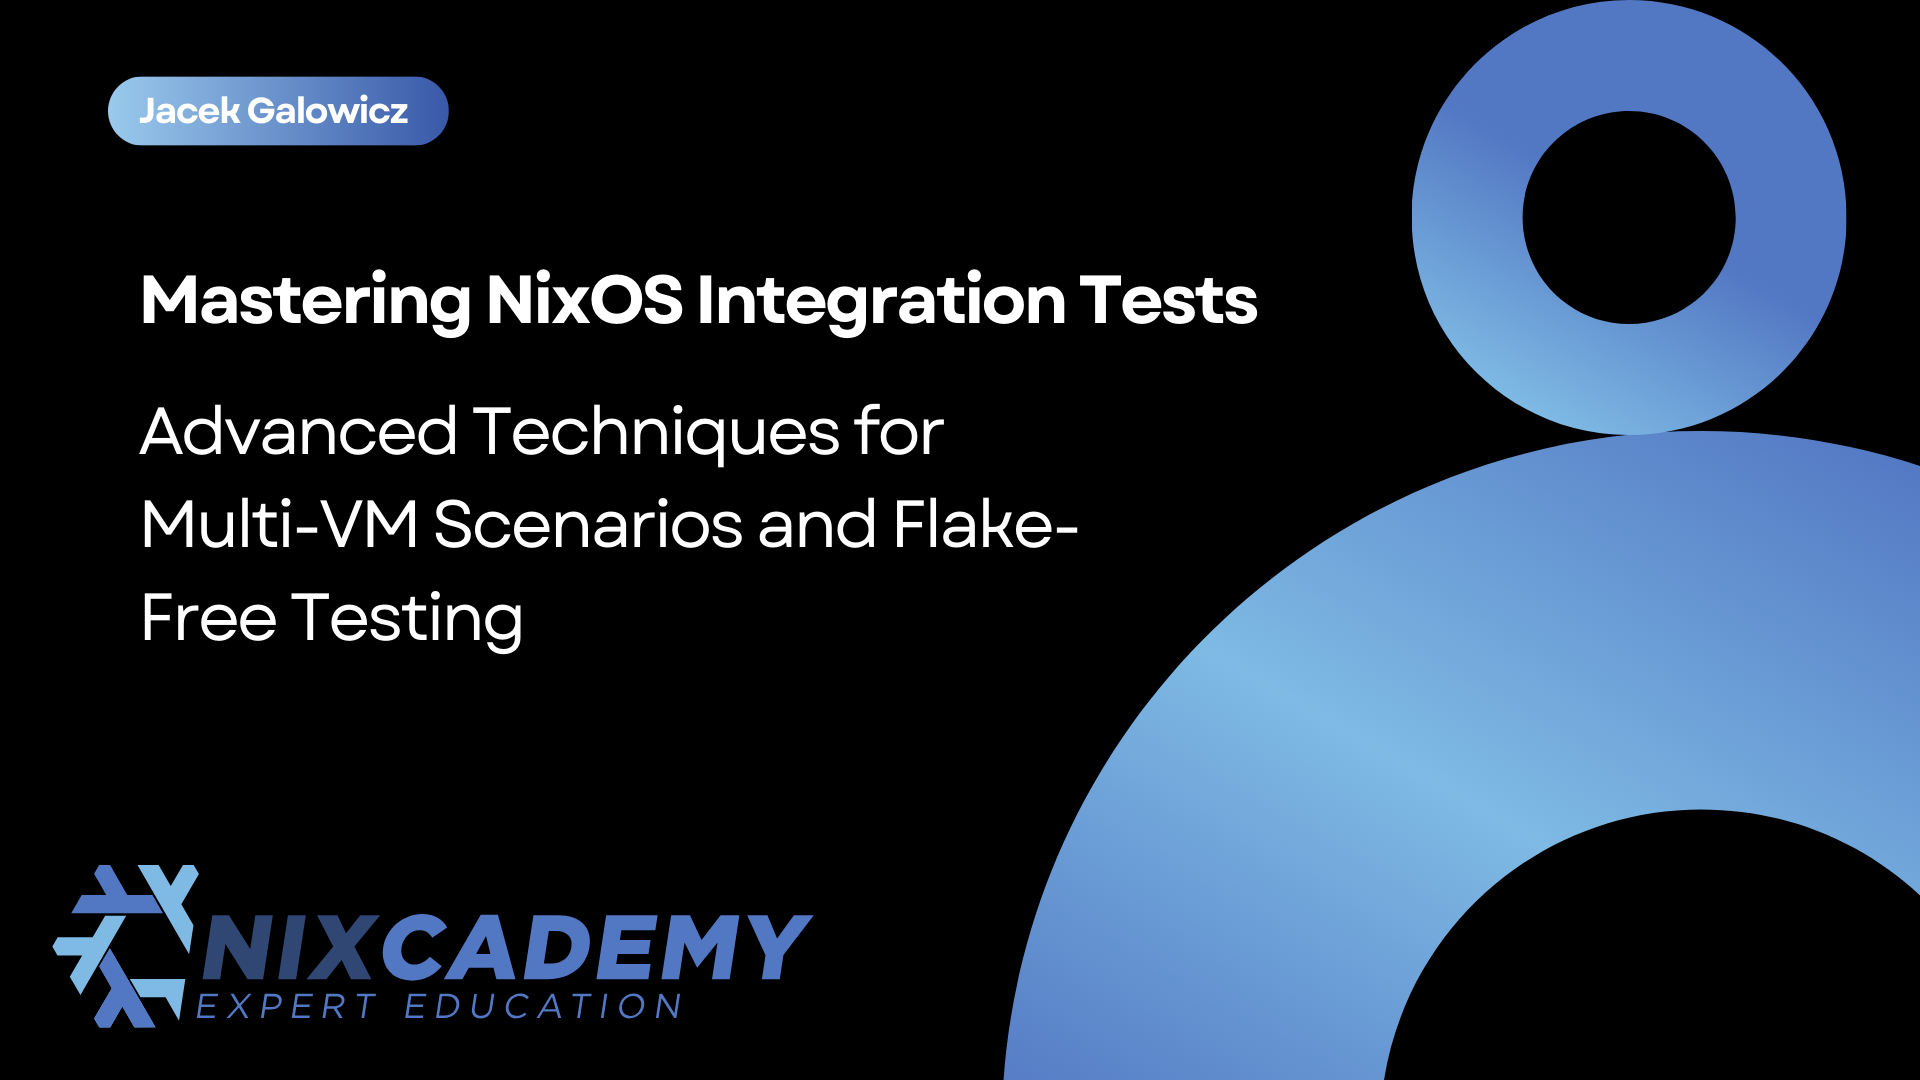 Jacek Galowicz
Mastering NixOS Integration Tests
Advanced Techniques for
Multi-VM Scenarios and Flake-
Free Testing
NIXCADEMY
EXPERT EDUCATION